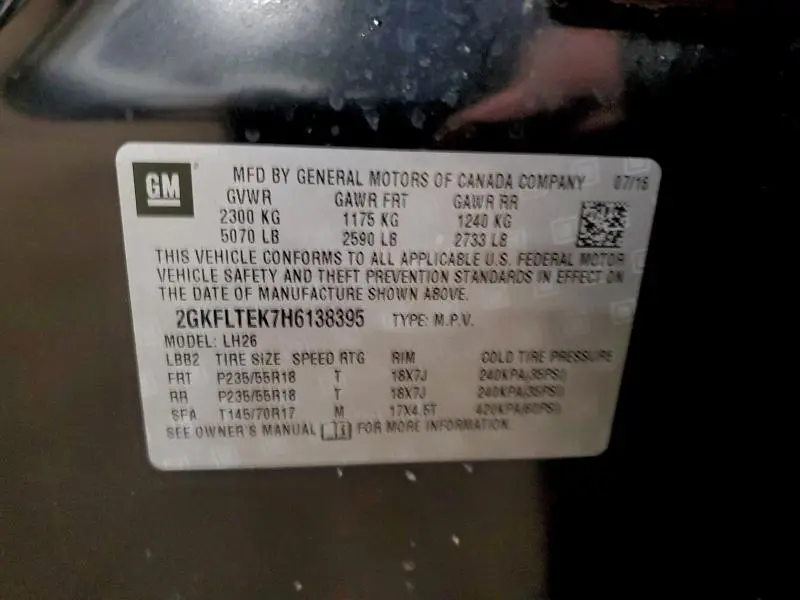 GM
MFD BY GENERAL MOTORS OF CANADA COMPANY 07/16
GVWR GAWR FRT GAWR RR
2300 KG 1175 KG 1240 KG
5070 LB 2590 LB 2733 LB
THIS VEHICLE CONFORMS TO ALL APPLICABLE U.S. FEDERAL MOTOR
VEHICLE SAFETY AND THEFT PREVENTION STANDARDS IN EFFECT ON
THE DATE OF MANUFACTURE SHOWN ABOVE.
2GKFLTEK7H6138395 TYPE: M.P.V.
MODEL: LH26
LBB2 TIRE SIZE SPEED RTG RIM COLD TIRE PRESSURE
FRT P235/55R18 T 18X7J 240KPA(35PSI)
RR P235/55R18 T 18X7J 240KPA(35PSI)
SPA T145/70R17 M 17X4.5T 420KPA(60PSI)
SEE OWNER'S MANUAL FOR MORE INFORMATION.